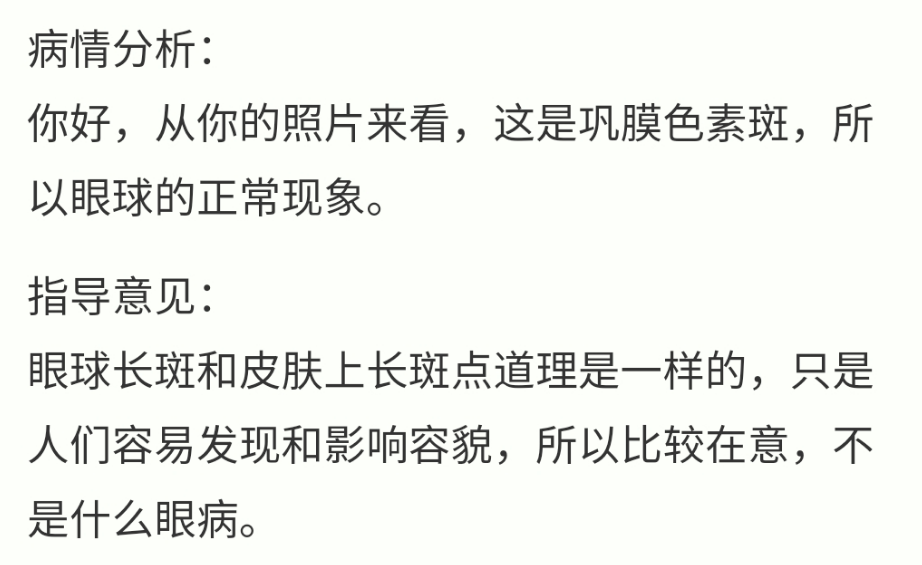 病情分析：
你好，从你的照片来看，这是巩膜色素斑，所
以眼球的正常现象。
指导意见：
眼球长斑和皮肤上长斑点道理是一样的，只是
人们容易发现和影响容貌，所以比较在意，不
是什么眼病。